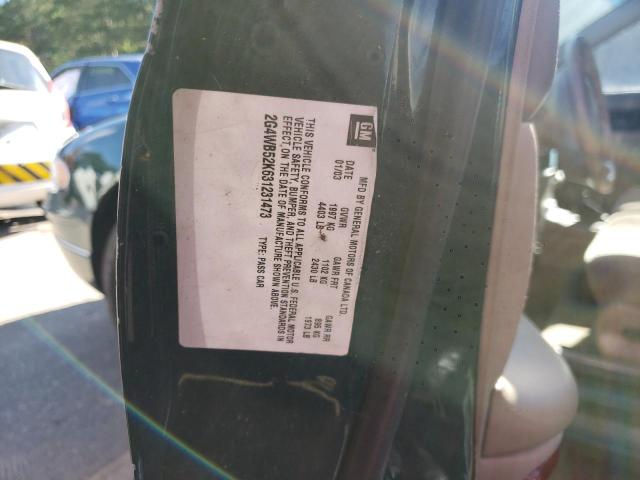 GM
MFD BY GENERAL MOTORS OF CANADA LTD.
DATE GVWR GAWR FRT GAWR RR
01/03 1997 KG 1102 KG 895 KG
4403 LB 2430 LB 1973 LB
THIS VEHICLE CONFORMS TO ALL APPLICABLE U.S. FEDERAL MOTOR
VEHICLE SAFETY, BUMPER, AND THEFT PREVENTION STANDARDS IN
EFFECT ON THE DATE OF MANUFACTURE SHOWN ABOVE.
2G4WB52K631231473 TYPE: PASS CAR